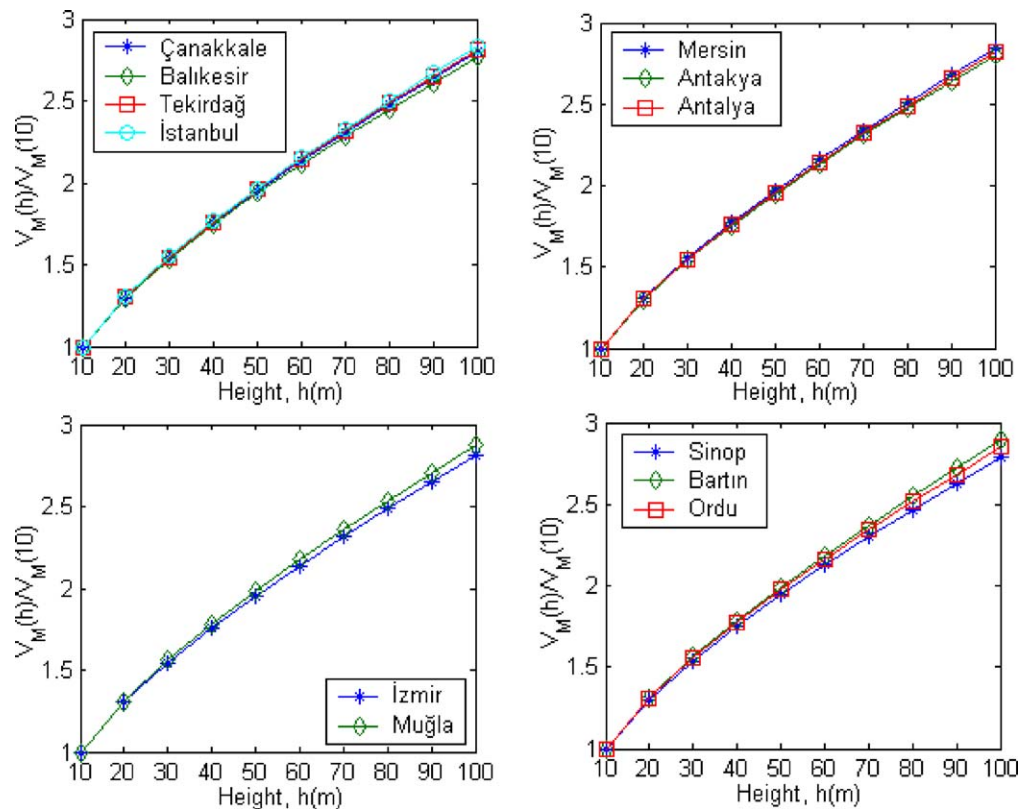 3
2.5
2
1.5
1
V_M(h)/V_M(10)
Çanakkale
Balıkesir
Tekirdağ
İstanbul
10 20 30 40 50 60 70 80 90 100
Height, h(m)
3
2.5
2
1.5
1
V_M(h)/V_M(10)
Mersin
Antakya
Antalya
10 20 30 40 50 60 70 80 90 100
Height, h(m)
3
2.5
2
1.5
1
V_M(h)/V_M(10)
İzmir
Muğla
10 20 30 40 50 60 70 80 90 100
Height, h(m)
3
2.5
2
1.5
1
V_M(h)/V_M(10)
Sinop
Bartın
Ordu
10 20 30 40 50 60 70 80 90 100
Height, h(m)